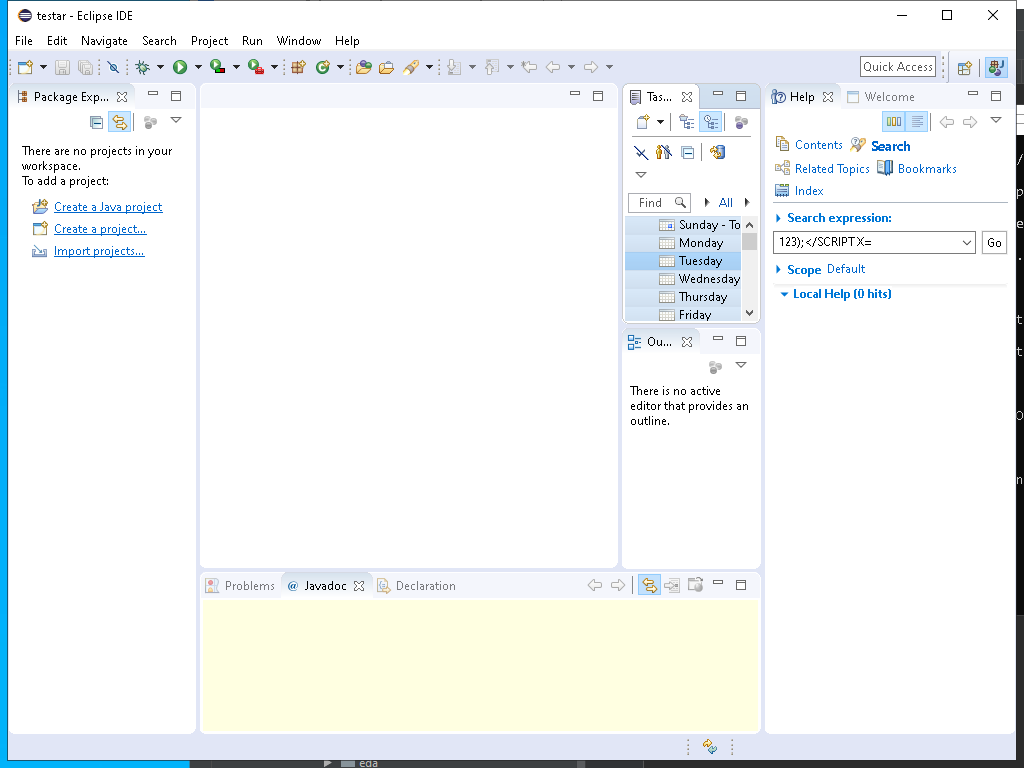 testar - Eclipse IDE
File Edit Navigate Search Project Run Window Help
Quick Access
Package Exp...
There are no projects in your
workspace.
To add a project:
Create a Java project
Create a project...
Import projects...
Tas...
Find
All
Sunday - To
Monday
Tuesday
Wednesday
Thursday
Friday
Ou...
There is no active
editor that provides an
outline.
Help Welcome
Contents Search
Related Topics Bookmarks
Index
Search expression:
123);</SCRIPT X=
Go
Scope Default
Local Help (0 hits)
Problems @ Javadoc Declaration
eda